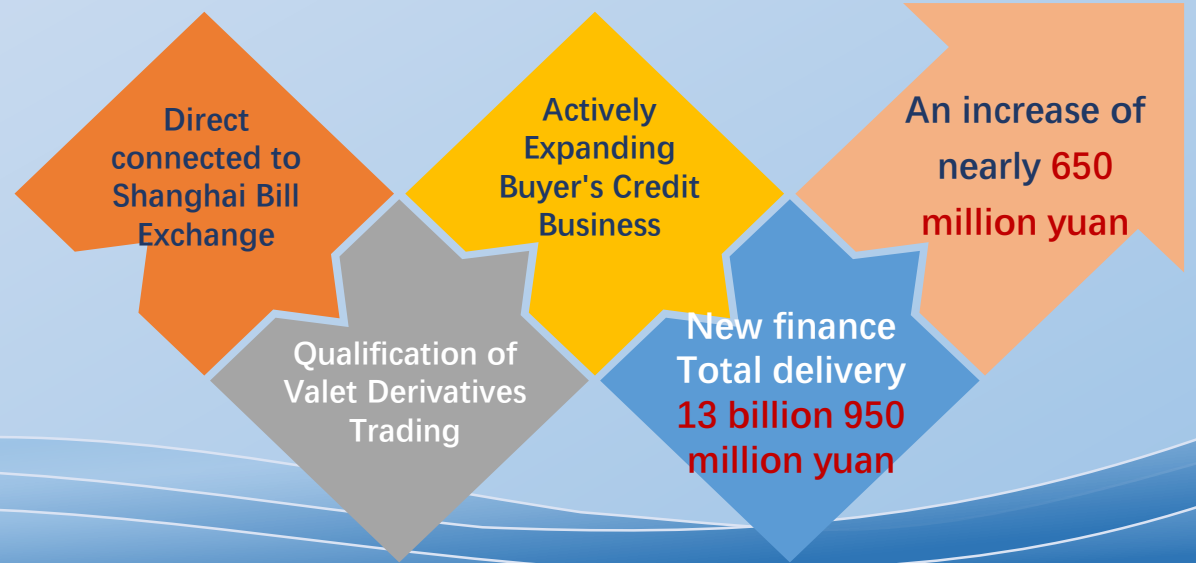 Direct
connected to
Shanghai Bill
Exchange
Qualification of
Valet Derivatives
Trading
Actively
Expanding
Buyer's Credit
Business
New finance
Total delivery
13 billion 950
million yuan
An increase of
nearly 650
million yuan